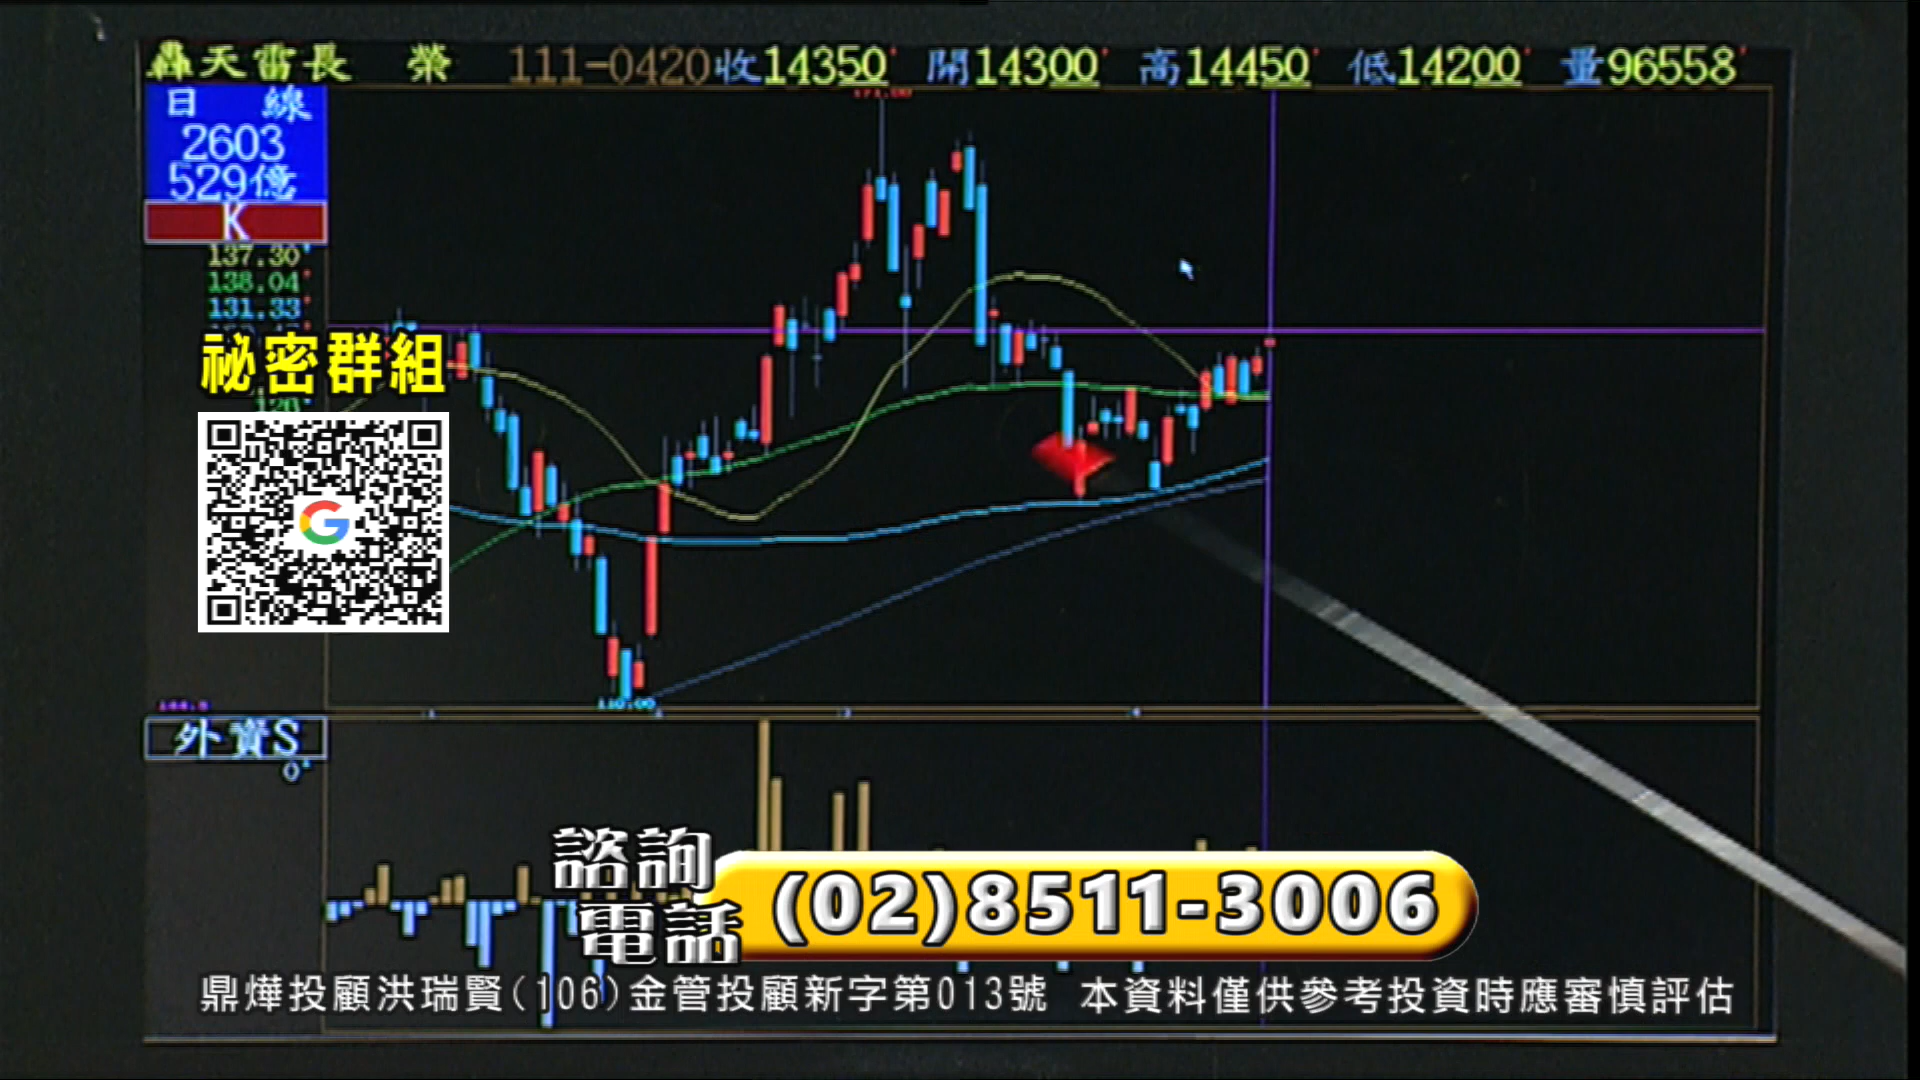 轟天雷長 榮 111-0420收14350 開14300 高14450 低14200 量96558
日 線
2603
529億
K
137.30
138.04
131.33
祕密群組
120
110.00
外資S
0
諮詢
電話
(02)8511-3006
鼎燁投顧洪瑞賢(106)金管投顧新字第013號 本資料僅供參考投資時應審慎評估